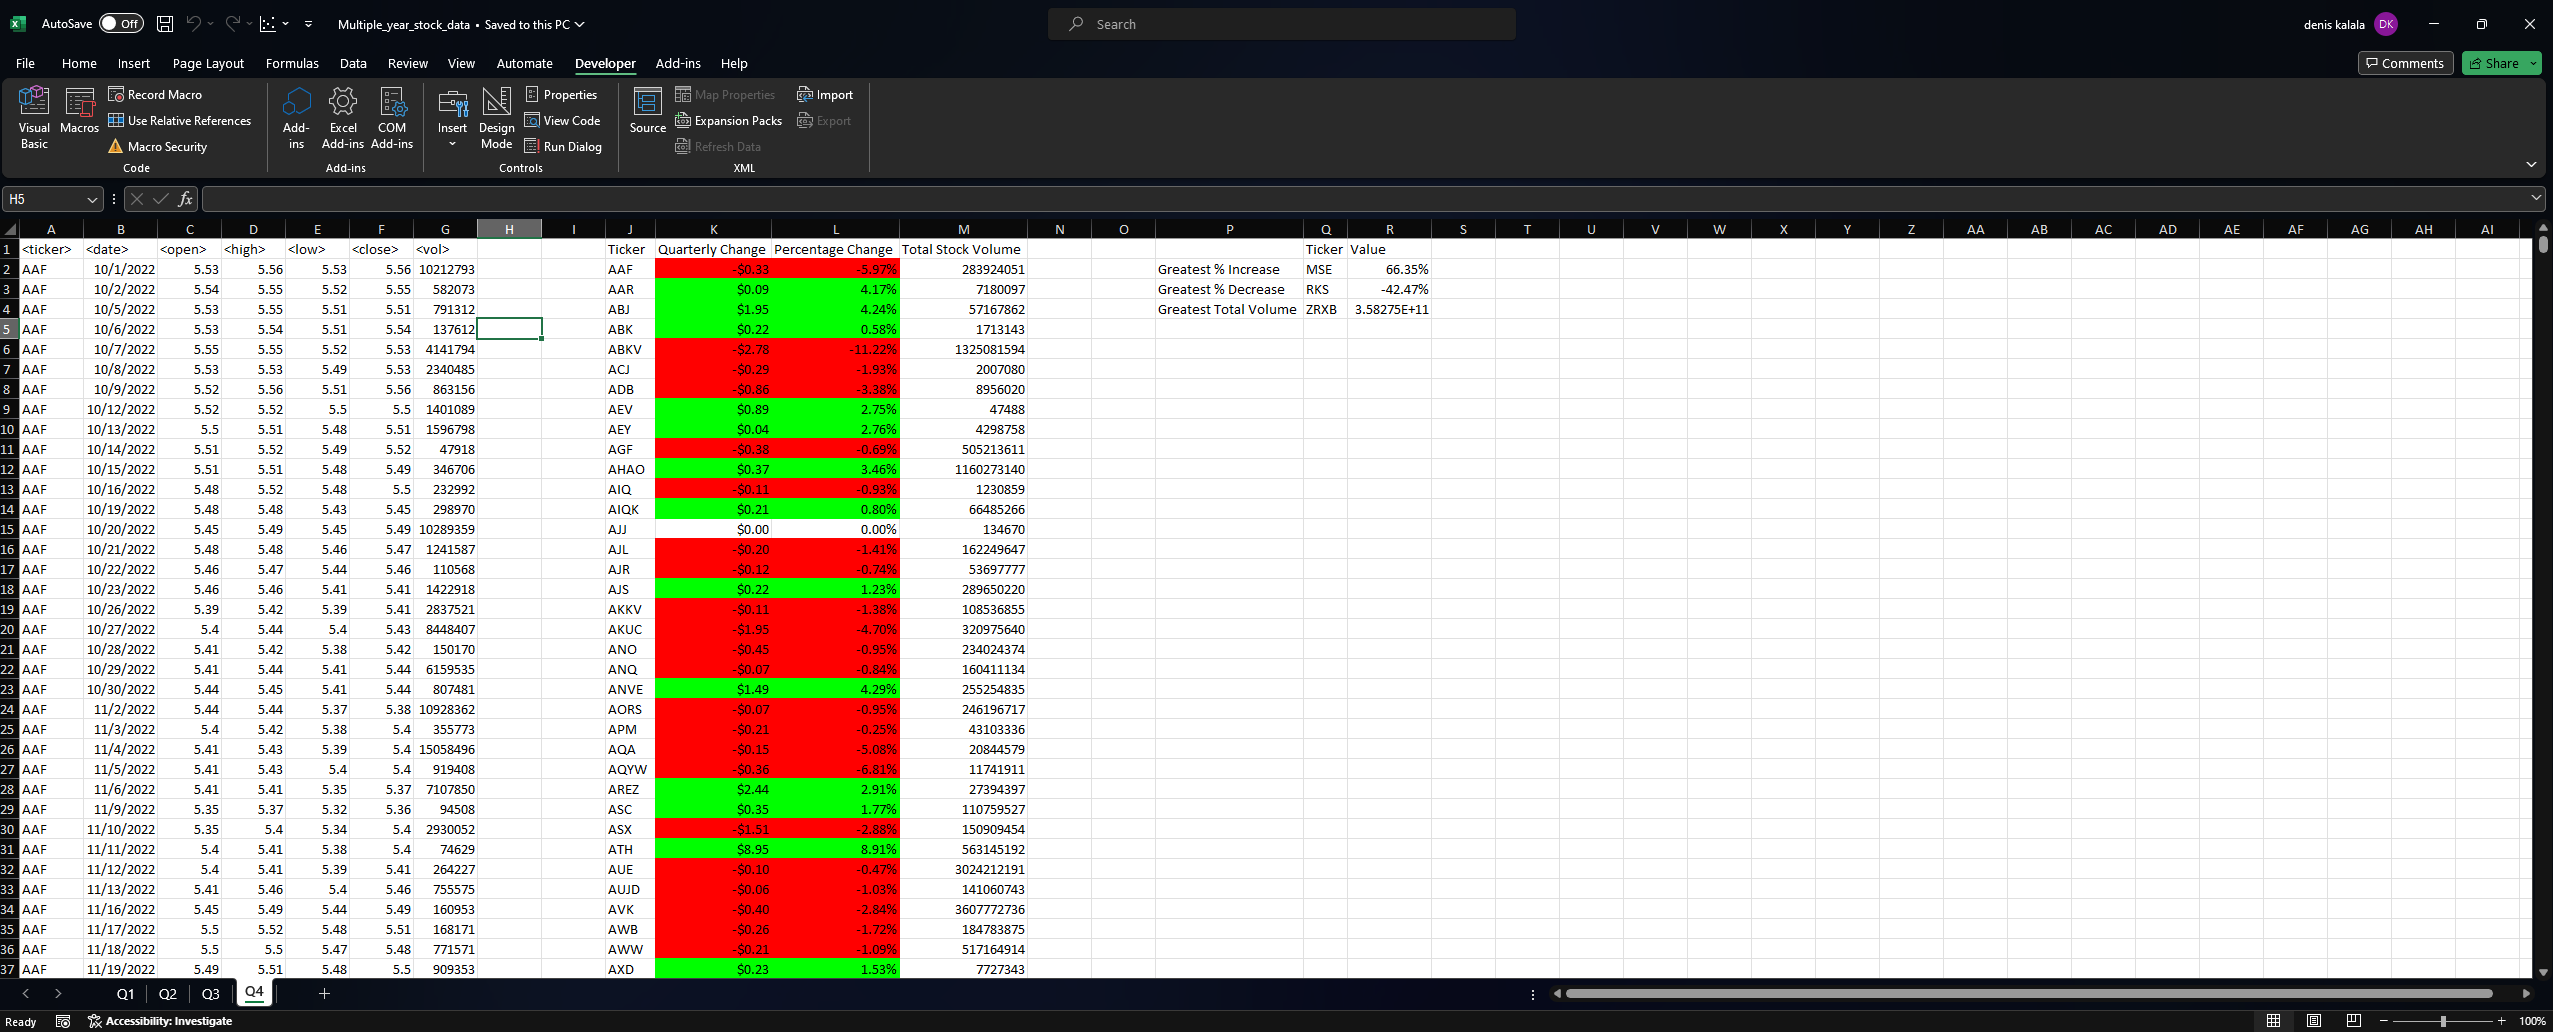 AutoSave Off Multiple_year_stock_data • Saved to this PC Search denis kalala DK
File Home Insert Page Layout Formulas Data Review View Automate Developer Add-ins Help Comments Share
Visual Basic Macros Record Macro Use Relative References Macro Security Code
Add-ins Excel Add-ins COM Add-ins Add-ins
Insert Design Mode Properties View Code Run Dialog Controls
Source Map Properties Expansion Packs Refresh Data Import Export XML
H5 fx
A B C D E F G H I J K L M N O P Q R S T U V W X Y Z AA AB AC AD AE AF AG AH AI
1 <ticker> <date> <open> <high> <low> <close> <vol> Ticker Quarterly Change Percentage Change Total Stock Volume Ticker Value
2 AAF 10/1/2022 5.53 5.56 5.53 5.56 10212793 AAF -$0.33 -5.97% 283924051 Greatest % Increase MSE 66.35%
3 AAF 10/2/2022 5.54 5.55 5.52 5.55 582073 AAR $0.09 4.17% 7180097 Greatest % Decrease RKS -42.47%
4 AAF 10/5/2022 5.53 5.55 5.51 5.51 791312 ABJ $1.95 4.24% 57167862 Greatest Total Volume ZRXB 3.58275E+11
5 AAF 10/6/2022 5.53 5.54 5.51 5.54 137612 ABK $0.22 0.58% 1713143
6 AAF 10/7/2022 5.55 5.55 5.52 5.53 4141794 ABKV -$2.78 -11.22% 1325081594
7 AAF 10/8/2022 5.53 5.53 5.49 5.53 2340485 ACJ -$0.29 -1.93% 2007080
8 AAF 10/9/2022 5.52 5.56 5.51 5.56 863156 ADB -$0.86 -3.38% 8956020
9 AAF 10/12/2022 5.52 5.52 5.5 5.5 1401089 AEV $0.89 2.75% 47488
10 AAF 10/13/2022 5.5 5.51 5.48 5.51 1596798 AEY $0.04 2.76% 4298758
11 AAF 10/14/2022 5.51 5.52 5.49 5.52 47918 AGF -$0.38 -0.69% 505213611
12 AAF 10/15/2022 5.51 5.51 5.48 5.49 346706 AHAO $0.37 3.46% 1160273140
13 AAF 10/16/2022 5.48 5.52 5.48 5.5 232992 AIQ -$0.11 -0.93% 1230859
14 AAF 10/19/2022 5.48 5.48 5.43 5.45 298970 AIQK $0.21 0.80% 66485266
15 AAF 10/20/2022 5.45 5.49 5.45 5.49 10289359 AJJ $0.00 0.00% 134670
16 AAF 10/21/2022 5.48 5.48 5.46 5.47 1241587 AJL -$0.20 -1.41% 162249647
17 AAF 10/22/2022 5.46 5.47 5.44 5.46 110568 AJR -$0.12 -0.74% 53697777
18 AAF 10/23/2022 5.46 5.46 5.41 5.41 1422918 AJS $0.22 1.23% 289650220
19 AAF 10/26/2022 5.39 5.42 5.39 5.41 2837521 AKKV -$0.11 -1.38% 108536855
20 AAF 10/27/2022 5.4 5.44 5.4 5.43 8448407 AKUC -$1.95 -4.70% 320975640
21 AAF 10/28/2022 5.41 5.42 5.38 5.42 150170 ANO -$0.45 -0.95% 234024374
22 AAF 10/29/2022 5.41 5.44 5.41 5.44 6159535 ANQ -$0.07 -0.84% 160411134
23 AAF 10/30/2022 5.44 5.45 5.41 5.44 807481 ANVE $1.49 4.29% 255254835
24 AAF 11/2/2022 5.44 5.44 5.37 5.38 10928362 AORS -$0.07 -0.95% 246196717
25 AAF 11/3/2022 5.4 5.42 5.38 5.4 355773 APM -$0.21 -0.25% 43103336
26 AAF 11/4/2022 5.41 5.43 5.39 5.4 15058496 AQA -$0.15 -5.08% 20844579
27 AAF 11/5/2022 5.41 5.43 5.4 5.4 919408 AQYW -$0.36 -6.81% 11741911
28 AAF 11/6/2022 5.41 5.41 5.35 5.37 7107850 AREZ $2.44 2.91% 27394397
29 AAF 11/9/2022 5.35 5.37 5.32 5.36 94508 ASC $0.35 1.77% 110759527
30 AAF 11/10/2022 5.35 5.4 5.34 5.4 2930052 ASX -$1.51 -2.88% 150909454
31 AAF 11/11/2022 5.4 5.41 5.38 5.4 74629 ATH $8.95 8.91% 563145192
32 AAF 11/12/2022 5.4 5.41 5.39 5.41 264227 AUE -$0.10 -0.47% 3024212191
33 AAF 11/13/2022 5.41 5.46 5.4 5.46 755575 AUJD -$0.06 -1.03% 141060743
34 AAF 11/16/2022 5.45 5.49 5.44 5.49 160953 AVK -$0.40 -2.84% 3607772736
35 AAF 11/17/2022 5.5 5.52 5.48 5.51 168171 AWB -$0.26 -1.72% 184783875
36 AAF 11/18/2022 5.5 5.5 5.47 5.48 771571 AWW -$0.21 -1.09% 517164914
37 AAF 11/19/2022 5.49 5.51 5.48 5.5 909353 AXD $0.23 1.53% 7727343
Q1 Q2 Q3 Q4
Ready Accessibility: Investigate 100%